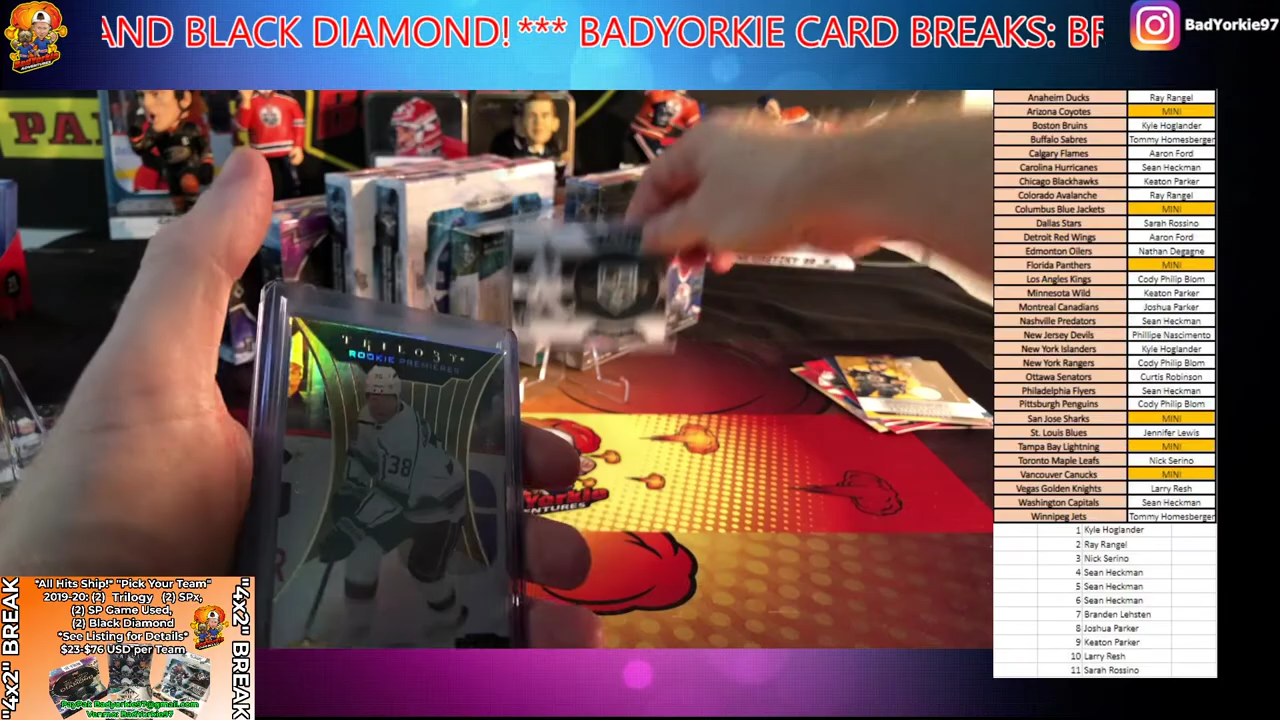 AND BLACK DIAMOND! *** BADYORKIE CARD BREAKS: BR
BadYorkie97
PA
TRILOGY
ROOKIE PREMIERES
38
Anaheim Ducks Ray Rangel
Arizona Coyotes MINI
Boston Bruins Kyle Hoglander
Buffalo Sabres Tommy Homesberger
Calgary Flames Aaron Ford
Carolina Hurricanes Sean Heckman
Chicago Blackhawks Keaton Parker
Colorado Avalanche Ray Rangel
Columbus Blue Jackets MINI
Dallas Stars Sarah Rossino
Detroit Red Wings Aaron Ford
Edmonton Oilers Nathan Degagne
Florida Panthers MINI
Los Angeles Kings Cody Philip Blom
Minnesota Wild Keaton Parker
Montreal Canadians Joshua Parker
Nashville Predators Sean Heckman
New Jersey Devils Phillipe Nascimento
New York Islanders Kyle Hoglander
New York Rangers Cody Philip Blom
Ottawa Senators Curtis Robinson
Philadelphia Flyers Sean Heckman
Pittsburgh Penguins Cody Philip Blom
San Jose Sharks MINI
St. Louis Blues Jennifer Lewis
Tampa Bay Lightning MINI
Toronto Maple Leafs Nick Serino
Vancouver Canucks MINI
Vegas Golden Knights Larry Resh
Washington Capitals Sean Heckman
Winnipeg Jets Tommy Homesberger
1 Kyle Hoglander
2 Ray Rangel
3 Nick Serino
4 Sean Heckman
5 Sean Heckman
6 Sean Heckman
7 Branden Lehsten
8 Joshua Parker
9 Keaton Parker
10 Larry Resh
11 Sarah Rossino
"4x2" BREAK
"All Hits Ship!" "Pick Your Team"
2019-20: (2) Trilogy (2) SPx,
(2) SP Game Used,
(2) Black Diamond
*See Listing for Details*
$23-$76 USD per Team
PayPal: Badyorkie97@gmail.com
Venmo: BadYorkie97
"4x2" BREAK